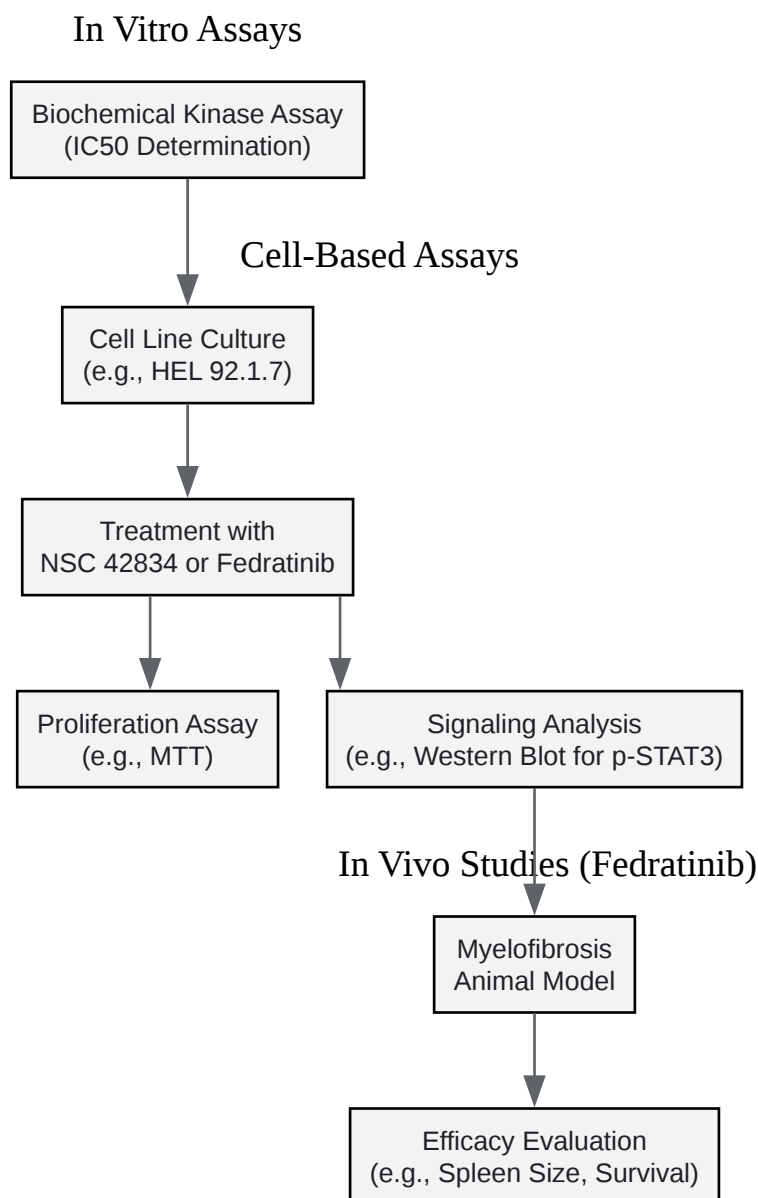 In Vitro Assays
Biochemical Kinase Assay
(IC50 Determination)
Cell-Based Assays
Cell Line Culture
(e.g., HEL 92.1.7)
Treatment with
NSC 42834 or Fedratinib
Proliferation Assay
(e.g., MTT)
Signaling Analysis
(e.g., Western Blot for p-STAT3)
In Vivo Studies (Fedratinib)
Myelofibrosis
Animal Model
Efficacy Evaluation
(e.g., Spleen Size, Survival)